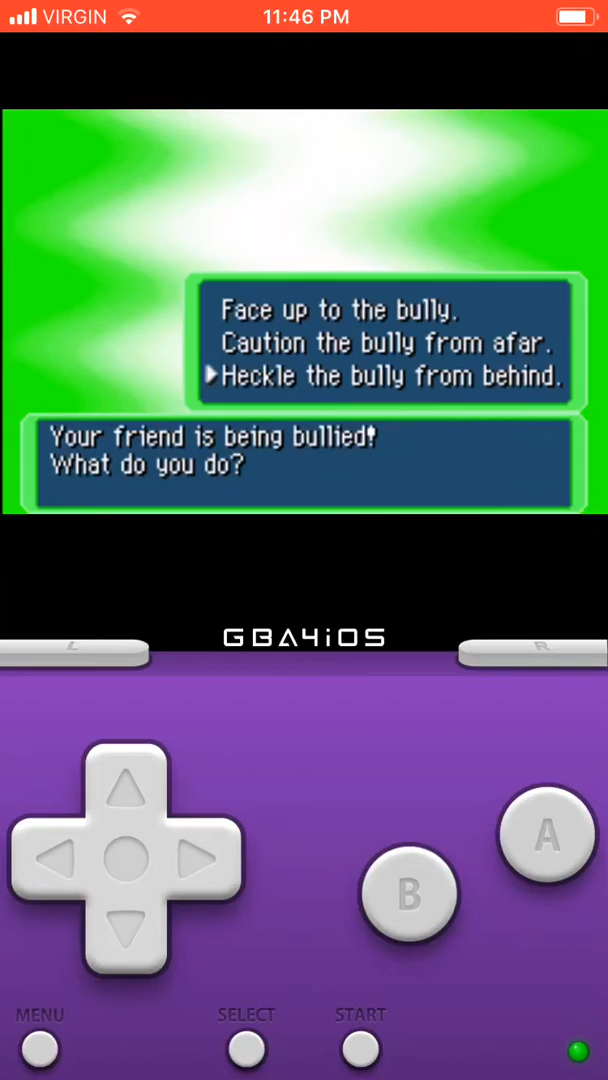 VIRGIN
11:46 PM
Face up to the bully.
Caution the bully from afar.
Heckle the bully from behind.
Your friend is being bullied!
What do you do?
GBA4iOS
L
R
A
B
MENU
SELECT
START